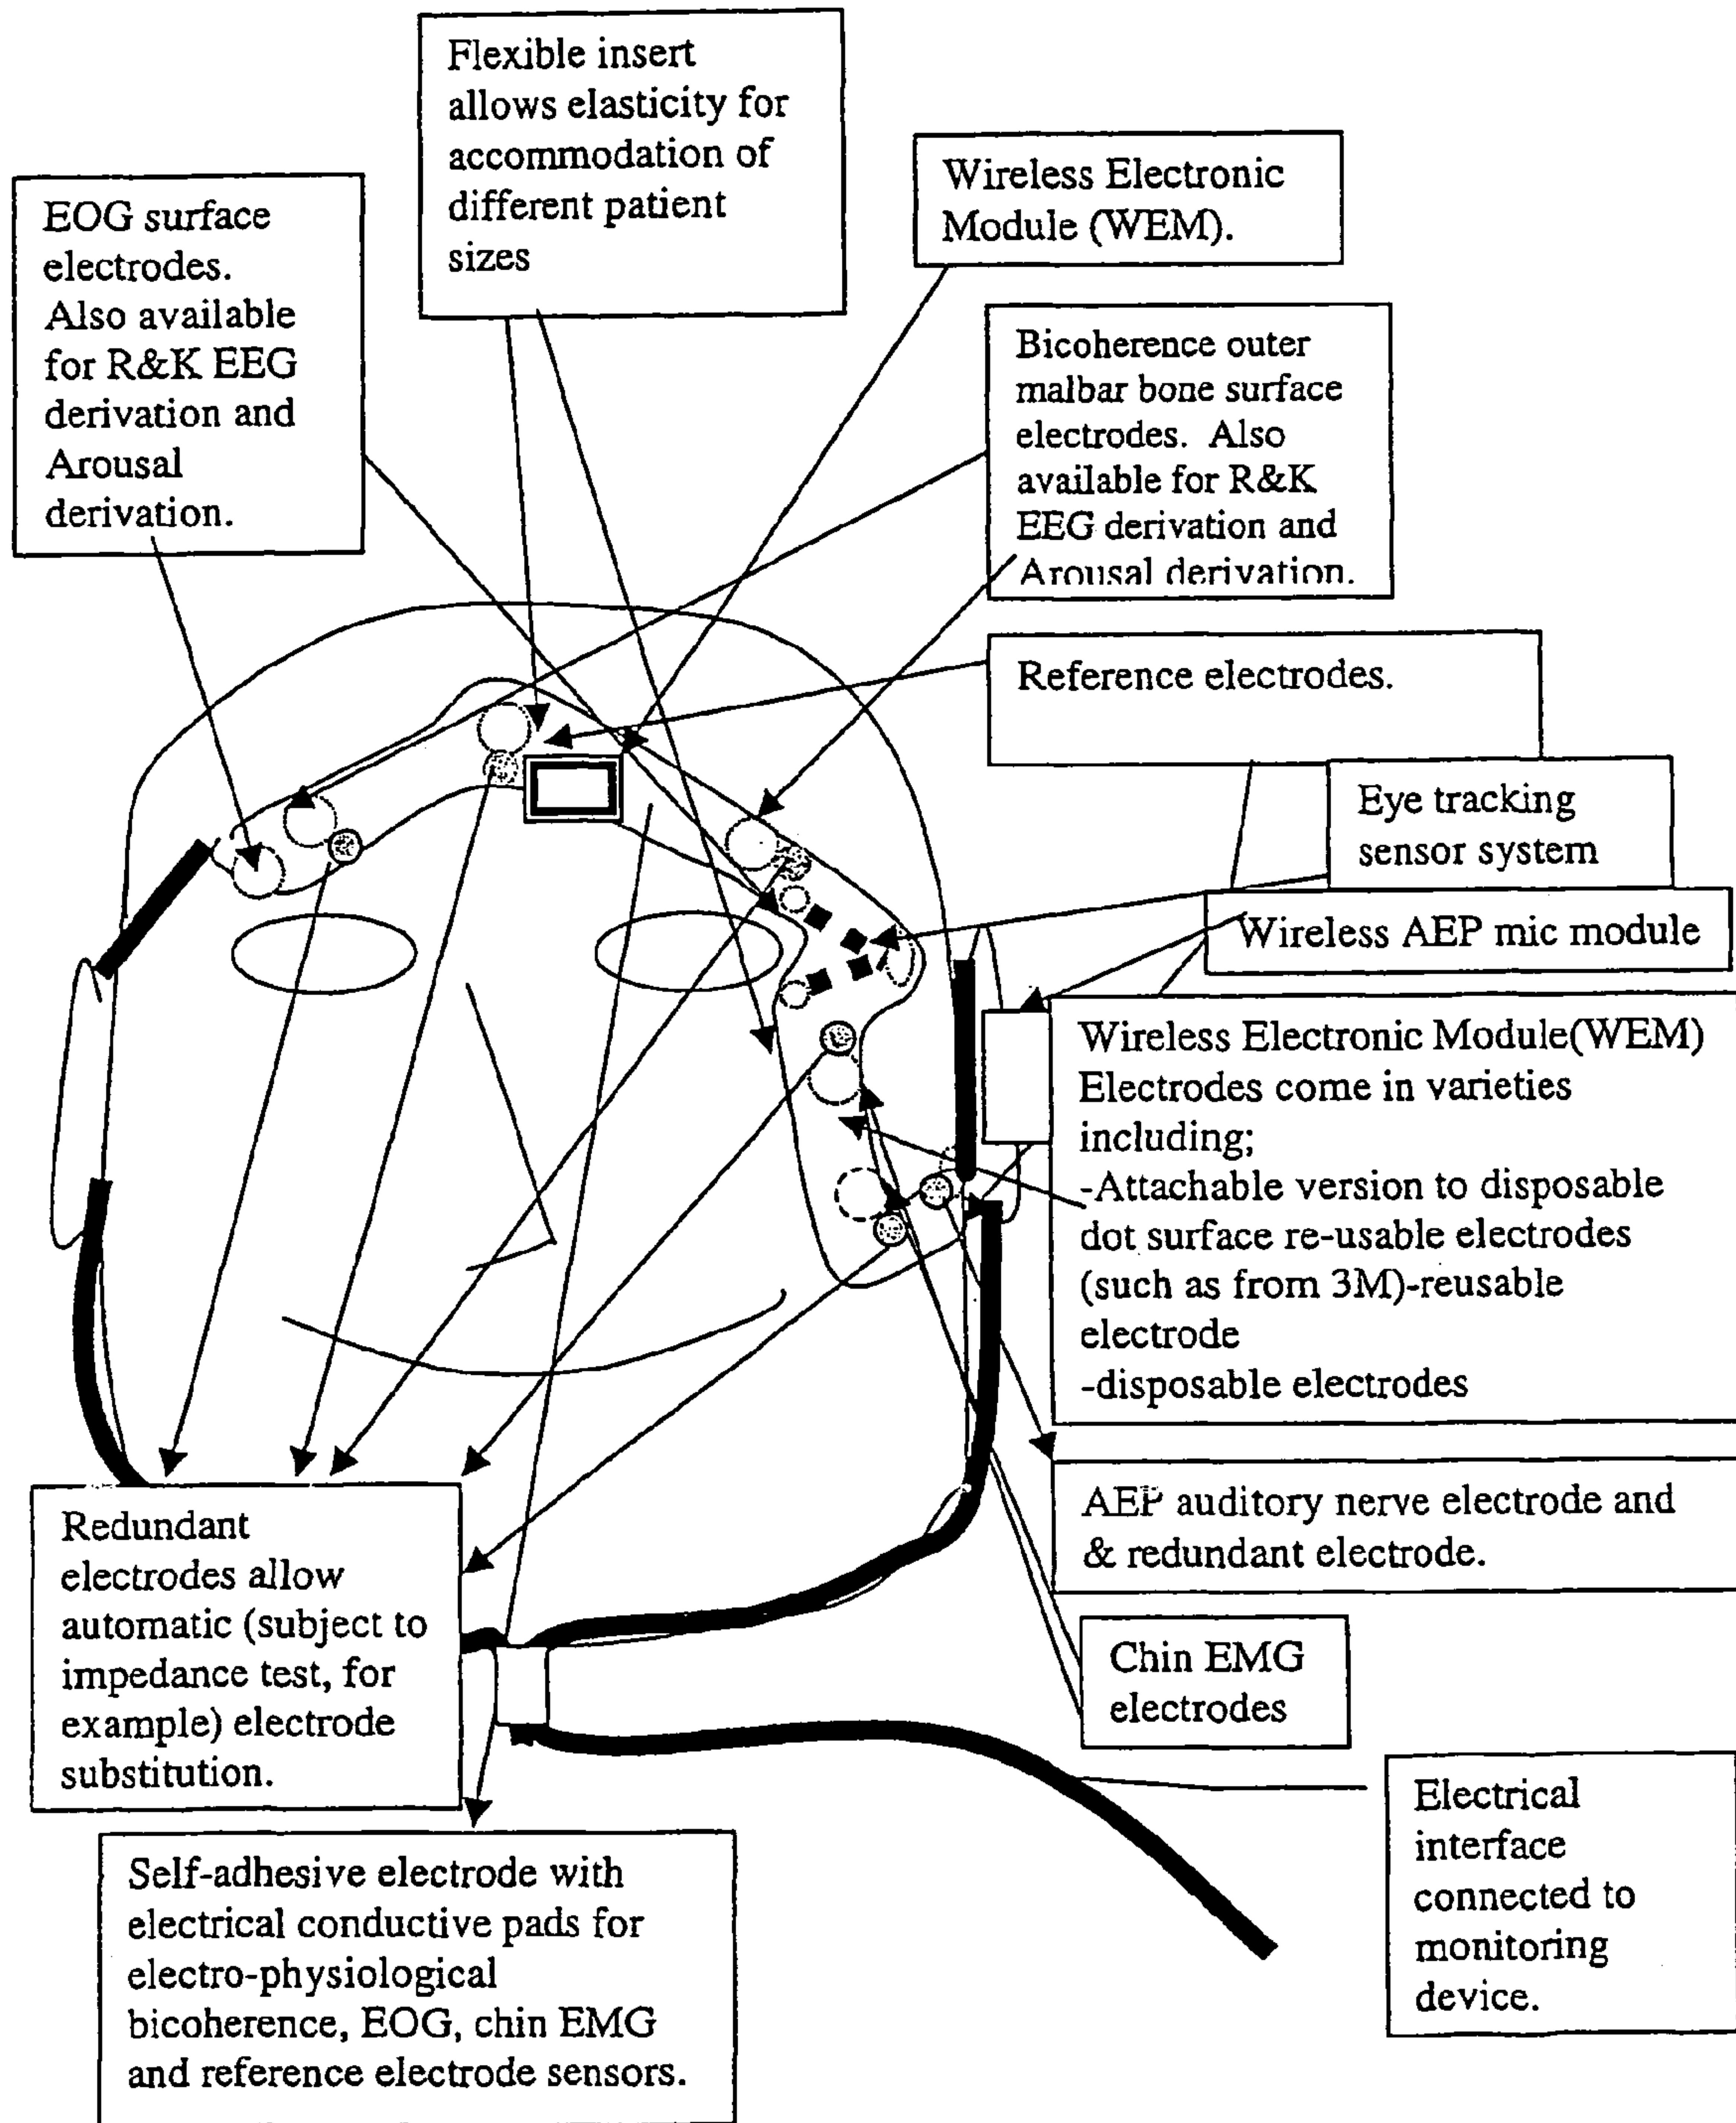 Flexible insert
allows elasticity for
accommodation of
different patient
sizes
Wireless Electronic
Module (WEM).
EOG surface
electrodes.
Also available
for R&K EEG
derivation and
Arousal
derivation.
Bicoherence outer
malbar bone surface
electrodes. Also
available for R&K
EEG derivation and
Arousal derivation.
Reference electrodes.
Eye tracking
sensor system
Wireless AEP mic module
Wireless Electronic Module(WEM)
Electrodes come in varieties
including;
-Attachable version to disposable
dot surface re-usable electrodes
(such as from 3M)-reusable
electrode
-disposable electrodes
AEP auditory nerve electrode and
& redundant electrode.
Redundant
electrodes allow
automatic (subject to
impedance test, for
example) electrode
substitution.
Chin EMG
electrodes
Electrical
interface
connected to
monitoring
device.
Self-adhesive electrode with
electrical conductive pads for
electro-physiological
bicoherence, EOG, chin EMG
and reference electrode sensors.